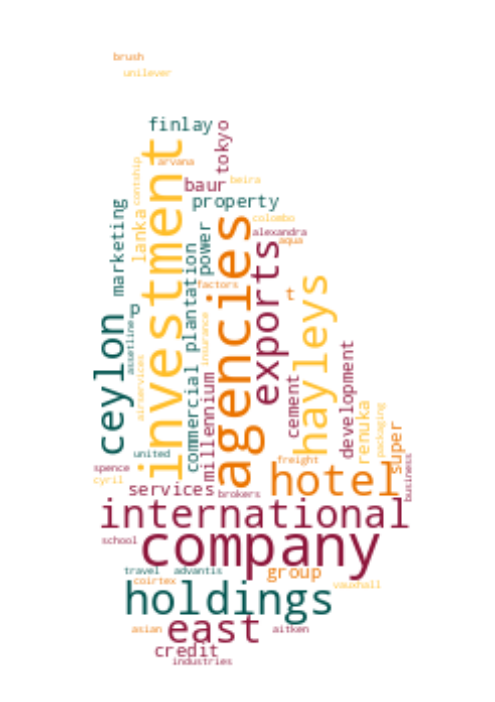 brush
unilever
finlay
tokyo
arvana
contship
investment
baur
beira
property
marketing
lanka
power
agencies
colombo
alexandra
aqua
exports
commercial
plantation
factors
hayleys
t
p
ceylon
assetline
insurance
airservices
millennium
cement
development
renuka
packaging
super
business
united
spence
cyril
freight
hotel
services
brokers
international
school
company
travel
advantis
group
coirtex
vauxhall
holdings
asian
east
aitken
credit
industries